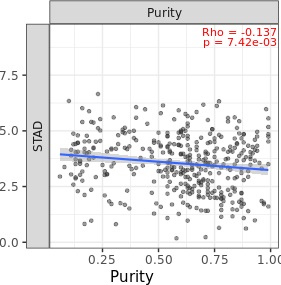 Purity
Rho = -0.137
p = 7.42e-03
STAD
7.5
5.0
2.5
0.0
0.25 0.50 0.75 1.00
Purity